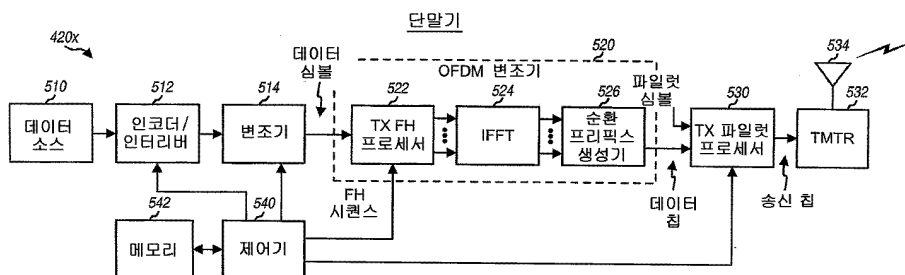 단말기
420x
데이터
심볼
520
OFDM 변조기
파일럿
심볼
534
510
데이터
소스
512
인코더/
인터리버
514
변조기
522
TX FH
프로세서
524
IFFT
526
순환
프리픽스
생성기
530
TX 파일럿
프로세서
532
TMTR
FH
시퀀스
데이터
칩
송신 칩
542
메모리
540
제어기